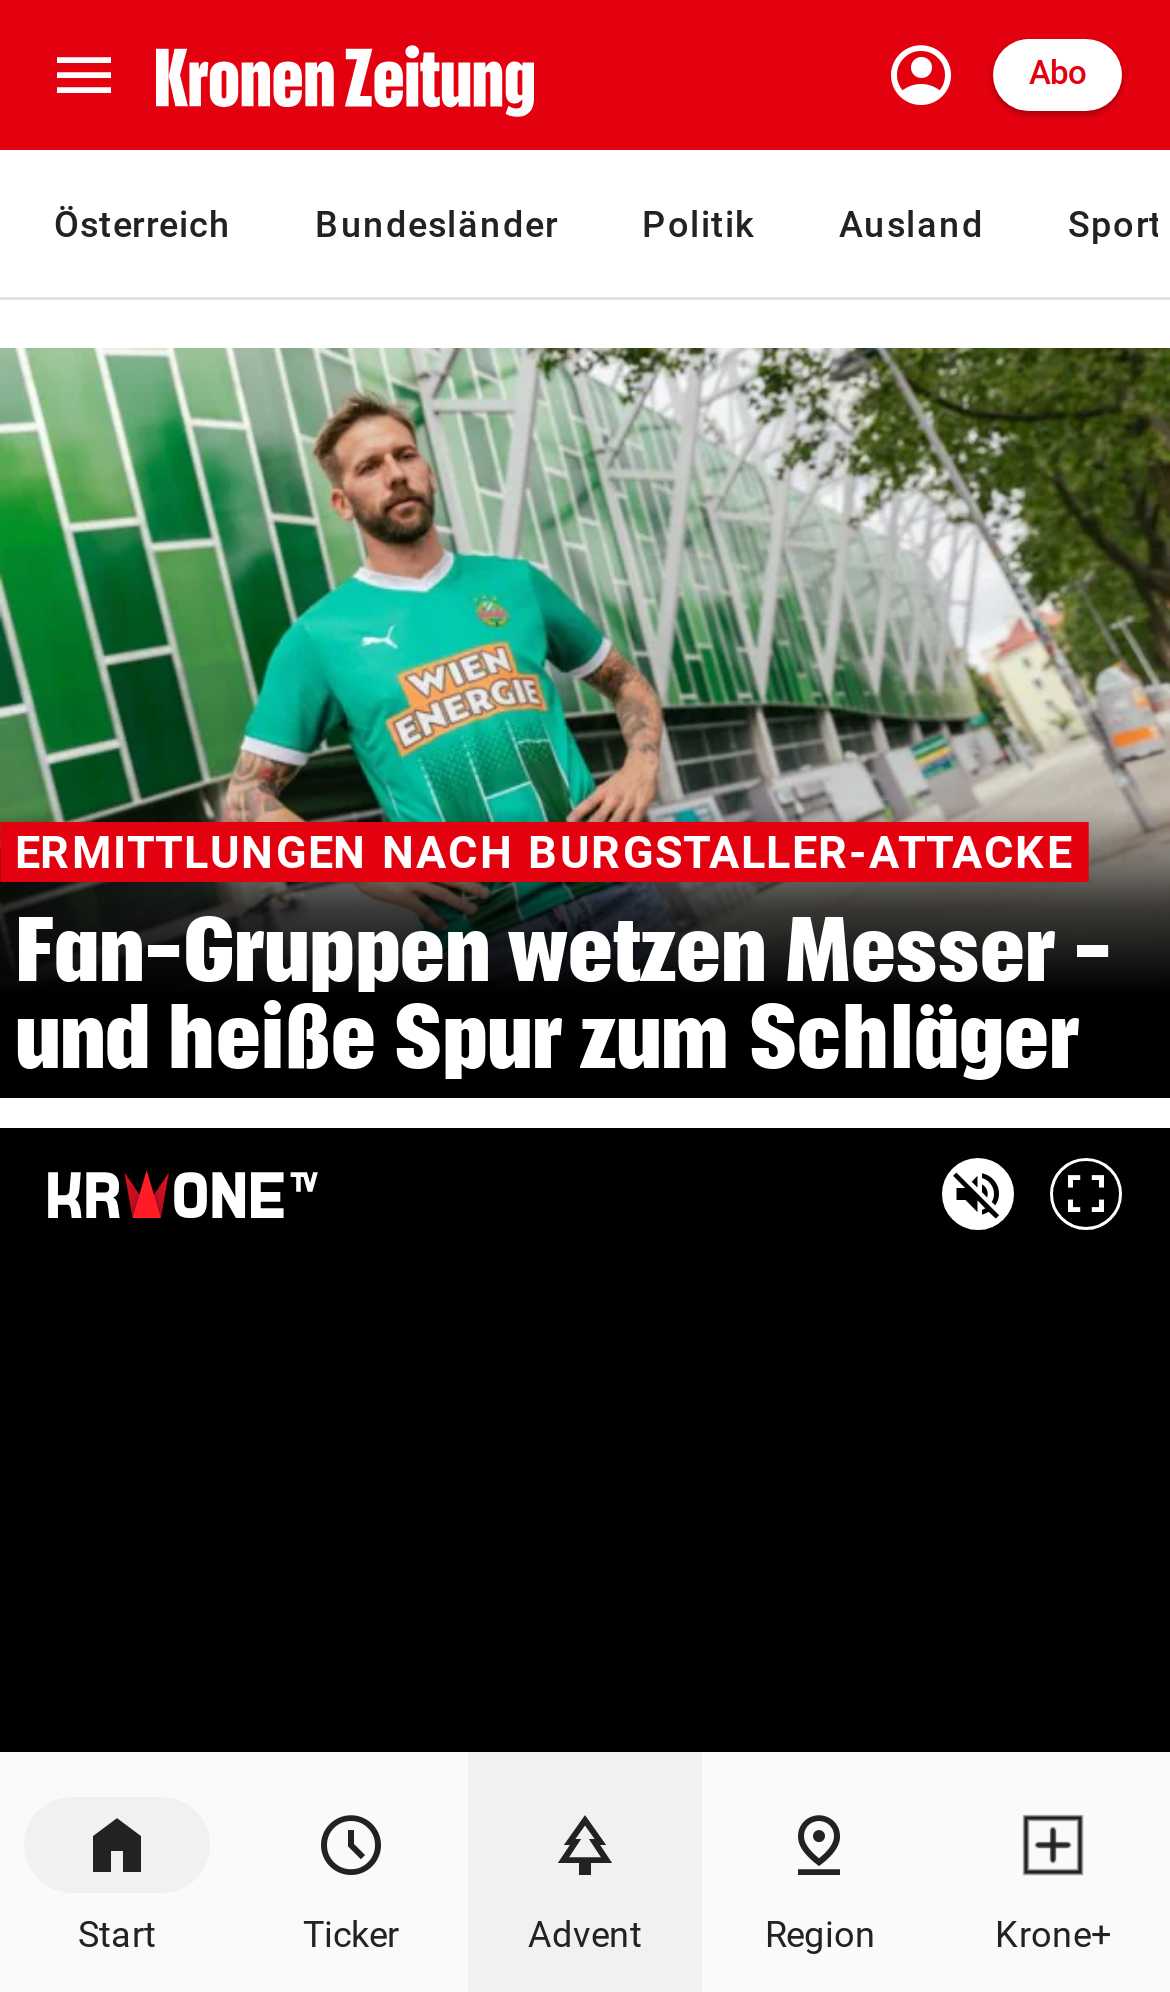 Kronen Zeitung
Abo
Österreich Bundesländer Politik Ausland Sport
WIEN
ENERGIE
ERMITTLUNGEN NACH BURGSTALLER-ATTACKE
Fan-Gruppen wetzen Messer –
und heiße Spur zum Schläger
KRONE TV
Start Ticker Advent Region Krone+